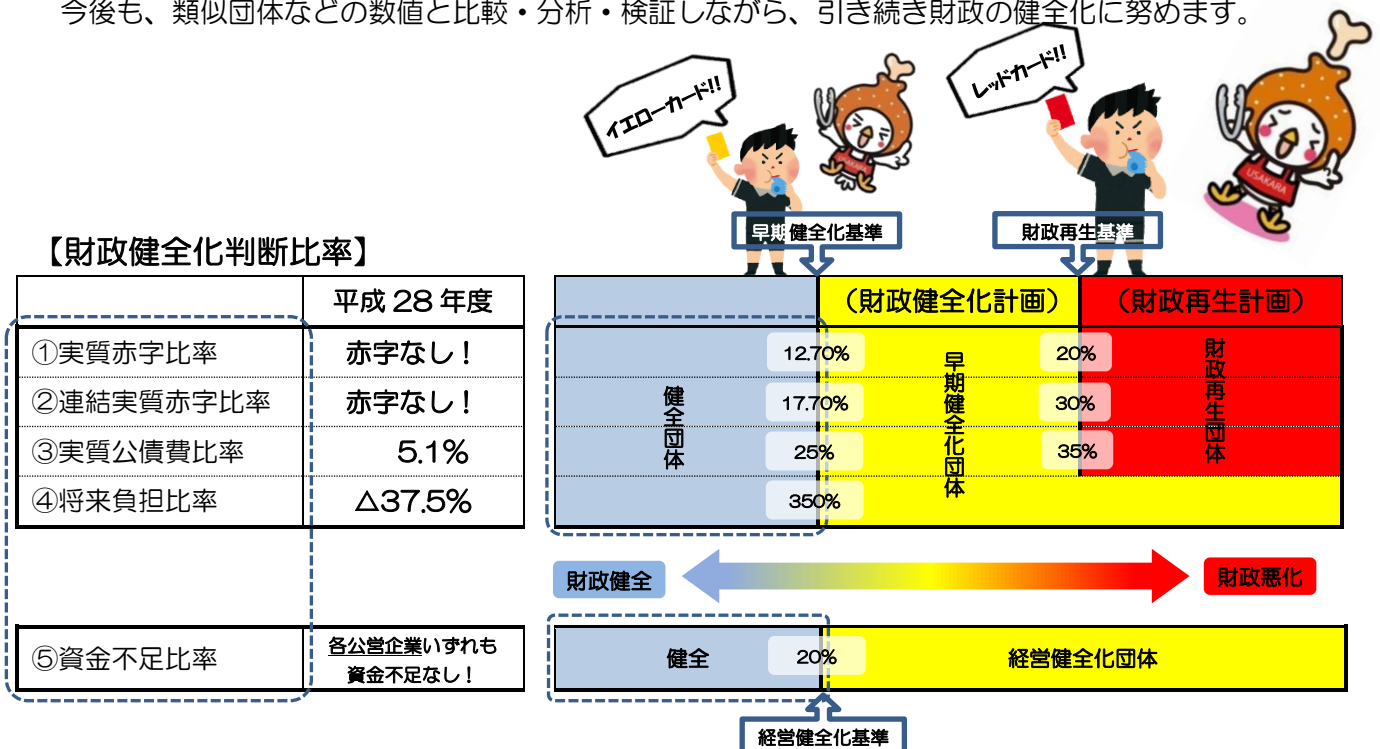 今後も、類似団体などの数値と比較・分析・検証しながら、引き続き財政の健全化に努めます。
イエローカード!!
レッドカード!!
USAKARA
USAKARA
早期健全化基準
財政再生基準
【財政健全化判断比率】
平成 28 年度
（財政健全化計画）
（財政再生計画）
①実質赤字比率
赤字なし！
12.70%
20%
②連結実質赤字比率
赤字なし！
17.70%
30%
③実質公債費比率
5.1%
25%
35%
④将来負担比率
△37.5%
350%
健全団体
早期健全化団体
財政再生団体
財政健全
財政悪化
⑤資金不足比率
各公営企業いずれも
資金不足なし！
健全
20%
経営健全化団体
経営健全化基準